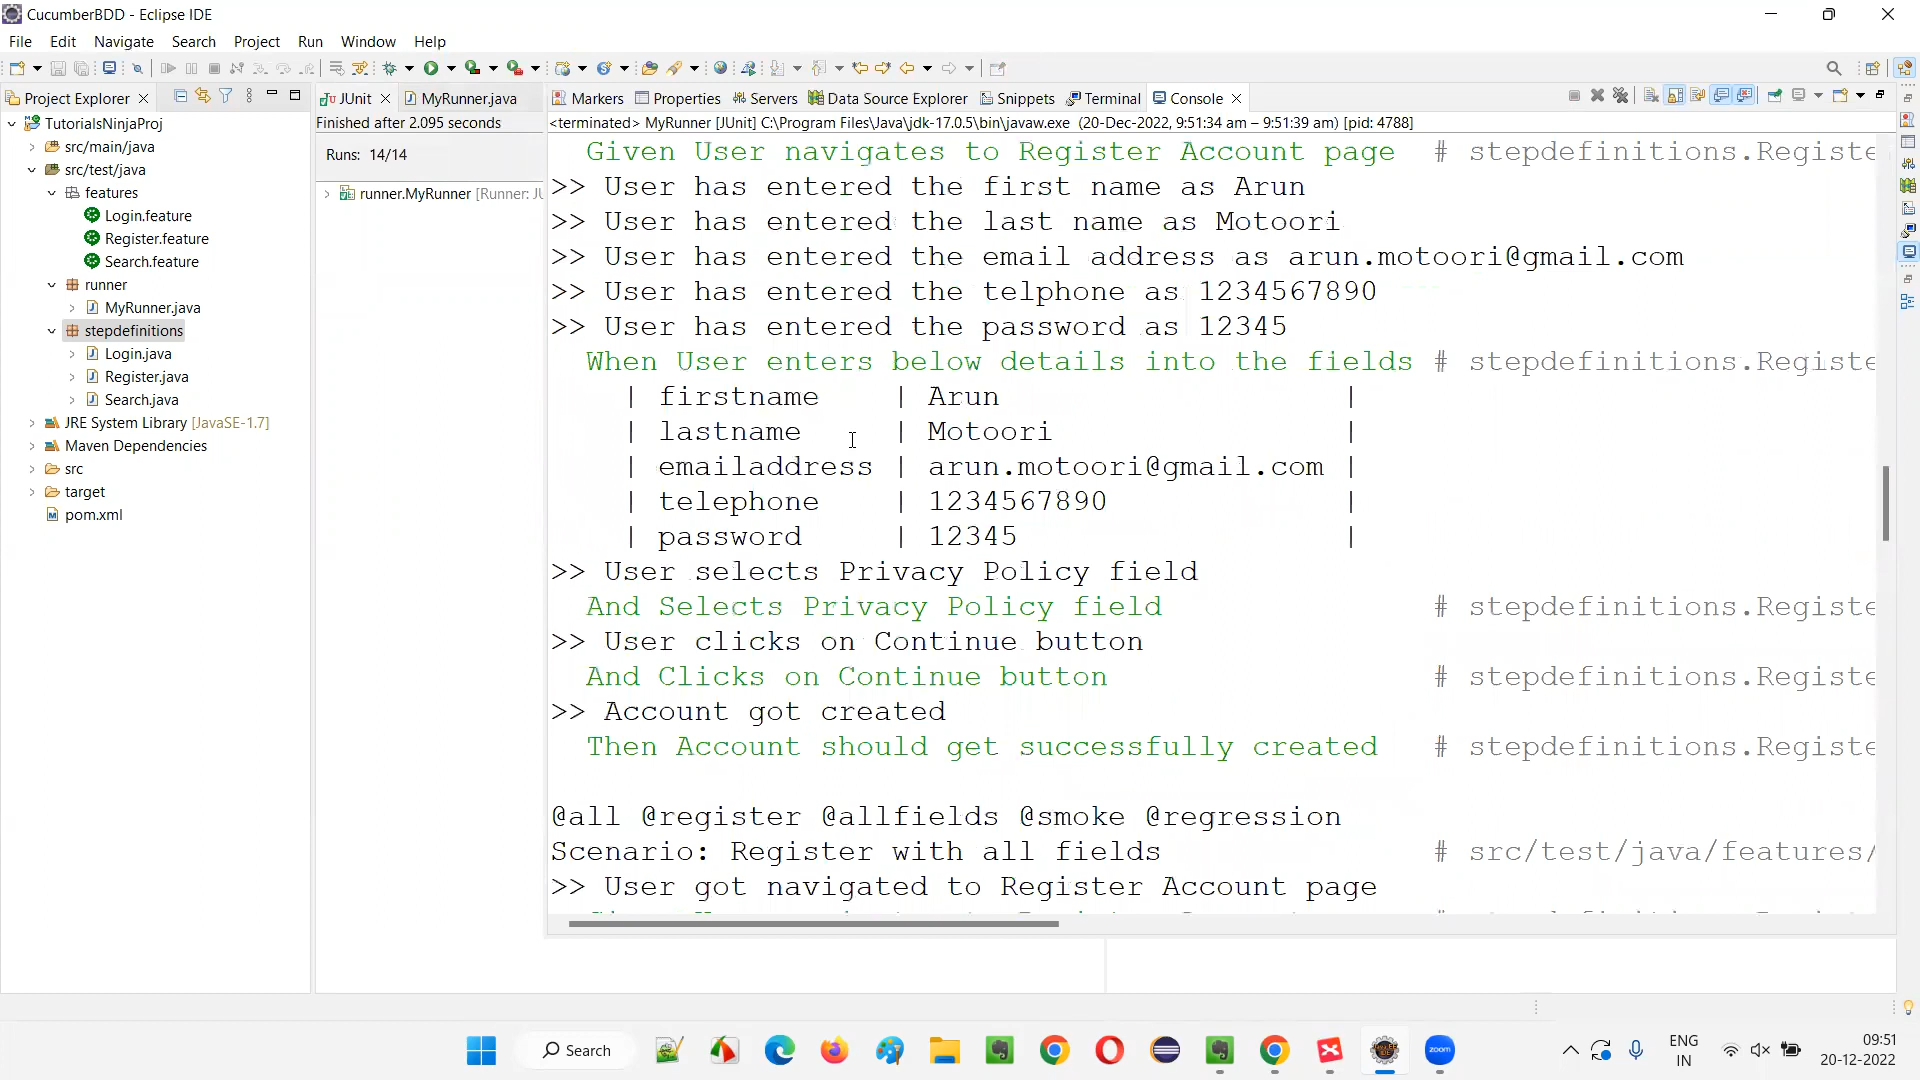 CucumberBDD - Eclipse IDE
File Edit Navigate Search Project Run Window Help
Project Explorer
JUnit
MyRunner.java
Markers
Properties
Servers
Data Source Explorer
Snippets
Terminal
Console
Finished after 2.095 seconds
<terminated> MyRunner [JUnit] C:\Program Files\Java\jdk-17.0.5\bin\javaw.exe (20-Dec-2022, 9:51:34 am – 9:51:39 am) [pid: 4788]
Runs: 14/14
runner.MyRunner [Runner: JU
TutorialsNinjaProj
src/main/java
src/test/java
features
Login.feature
Register.feature
Search.feature
runner
MyRunner.java
stepdefinitions
Login.java
Register.java
Search.java
JRE System Library [JavaSE-1.7]
Maven Dependencies
src
target
pom.xml
Given User navigates to Register Account page # stepdefinitions.Registe
>> User has entered the first name as Arun
>> User has entered the last name as Motoori
>> User has entered the email address as arun.motoori@gmail.com
>> User has entered the telphone as 1234567890
>> User has entered the password as 12345
When User enters below details into the fields # stepdefinitions.Registe
| firstname | Arun |
| lastname | Motoori |
| emailaddress | arun.motoori@gmail.com |
| telephone | 1234567890 |
| password | 12345 |
>> User selects Privacy Policy field
And Selects Privacy Policy field # stepdefinitions.Registe
>> User clicks on Continue button
And Clicks on Continue button # stepdefinitions.Registe
>> Account got created
Then Account should get successfully created # stepdefinitions.Registe
@all @register @allfields @smoke @regression
Scenario: Register with all fields # src/test/java/features/
>> User got navigated to Register Account page
Search
zoom
ENG
IN
09:51
20-12-2022